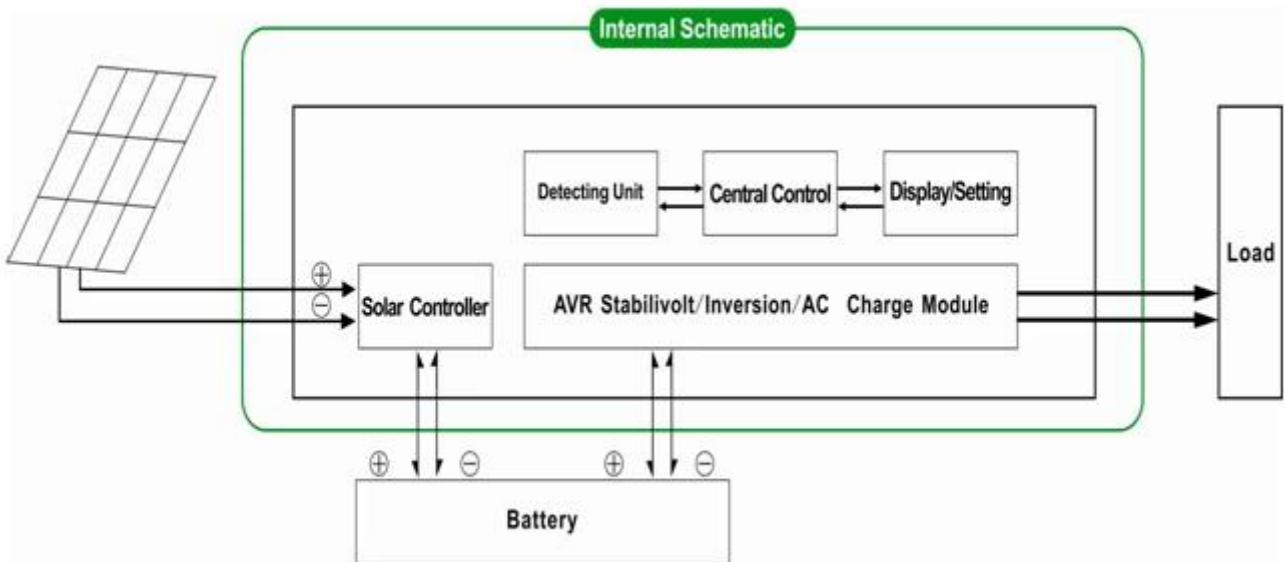 Internal Schematic
Detecting Unit
Central Control
Display/Setting
Load
⊕
⊖
Solar Controller
AVR Stabilivolt/Inversion/AC Charge Module
⊕ ⊖ ⊕ ⊖
Battery